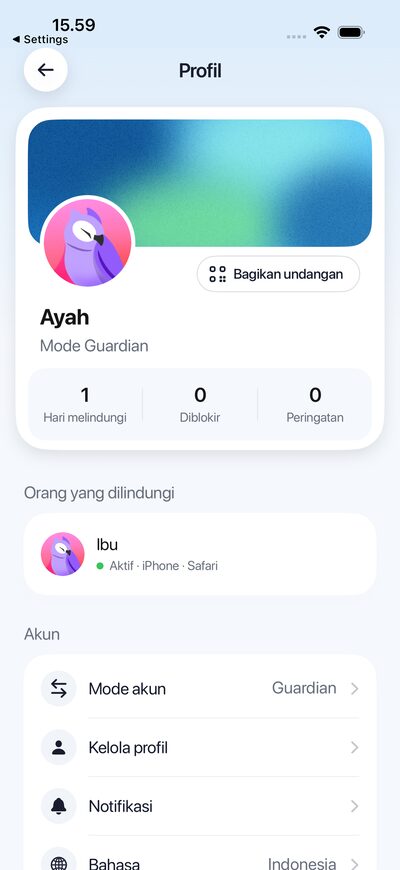 15.59
◀ Settings
Profil
Bagikan undangan
Ayah
Mode Guardian
1
Hari melindungi
0
Diblokir
0
Peringatan
Orang yang dilindungi
Ibu
Aktif · iPhone · Safari
Akun
Mode akun Guardian
Kelola profil
Notifikasi
Bahasa Indonesia